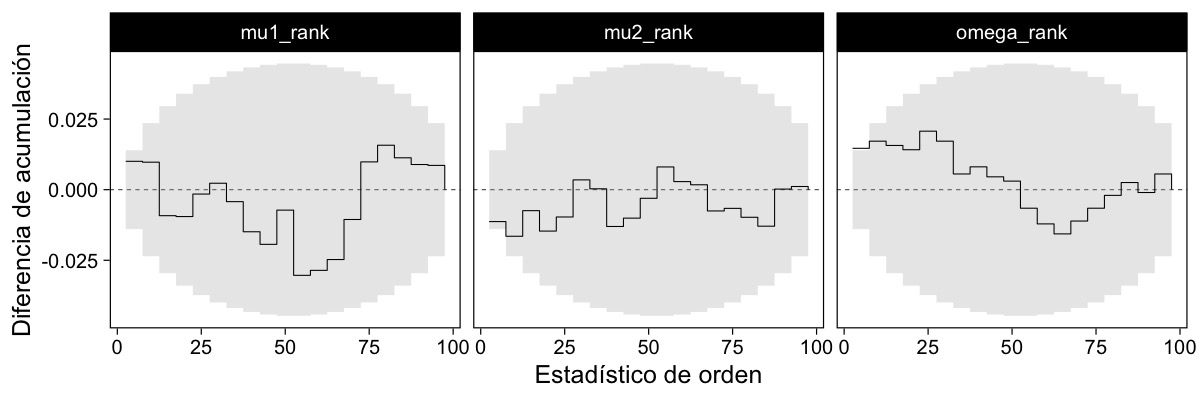 mu1_rank
mu2_rank
omega_rank
Diferencia de acumulación
0.025
0.000
-0.025
0 25 50 75 100
0 25 50 75 100
0 25 50 75 100
Estadístico de orden